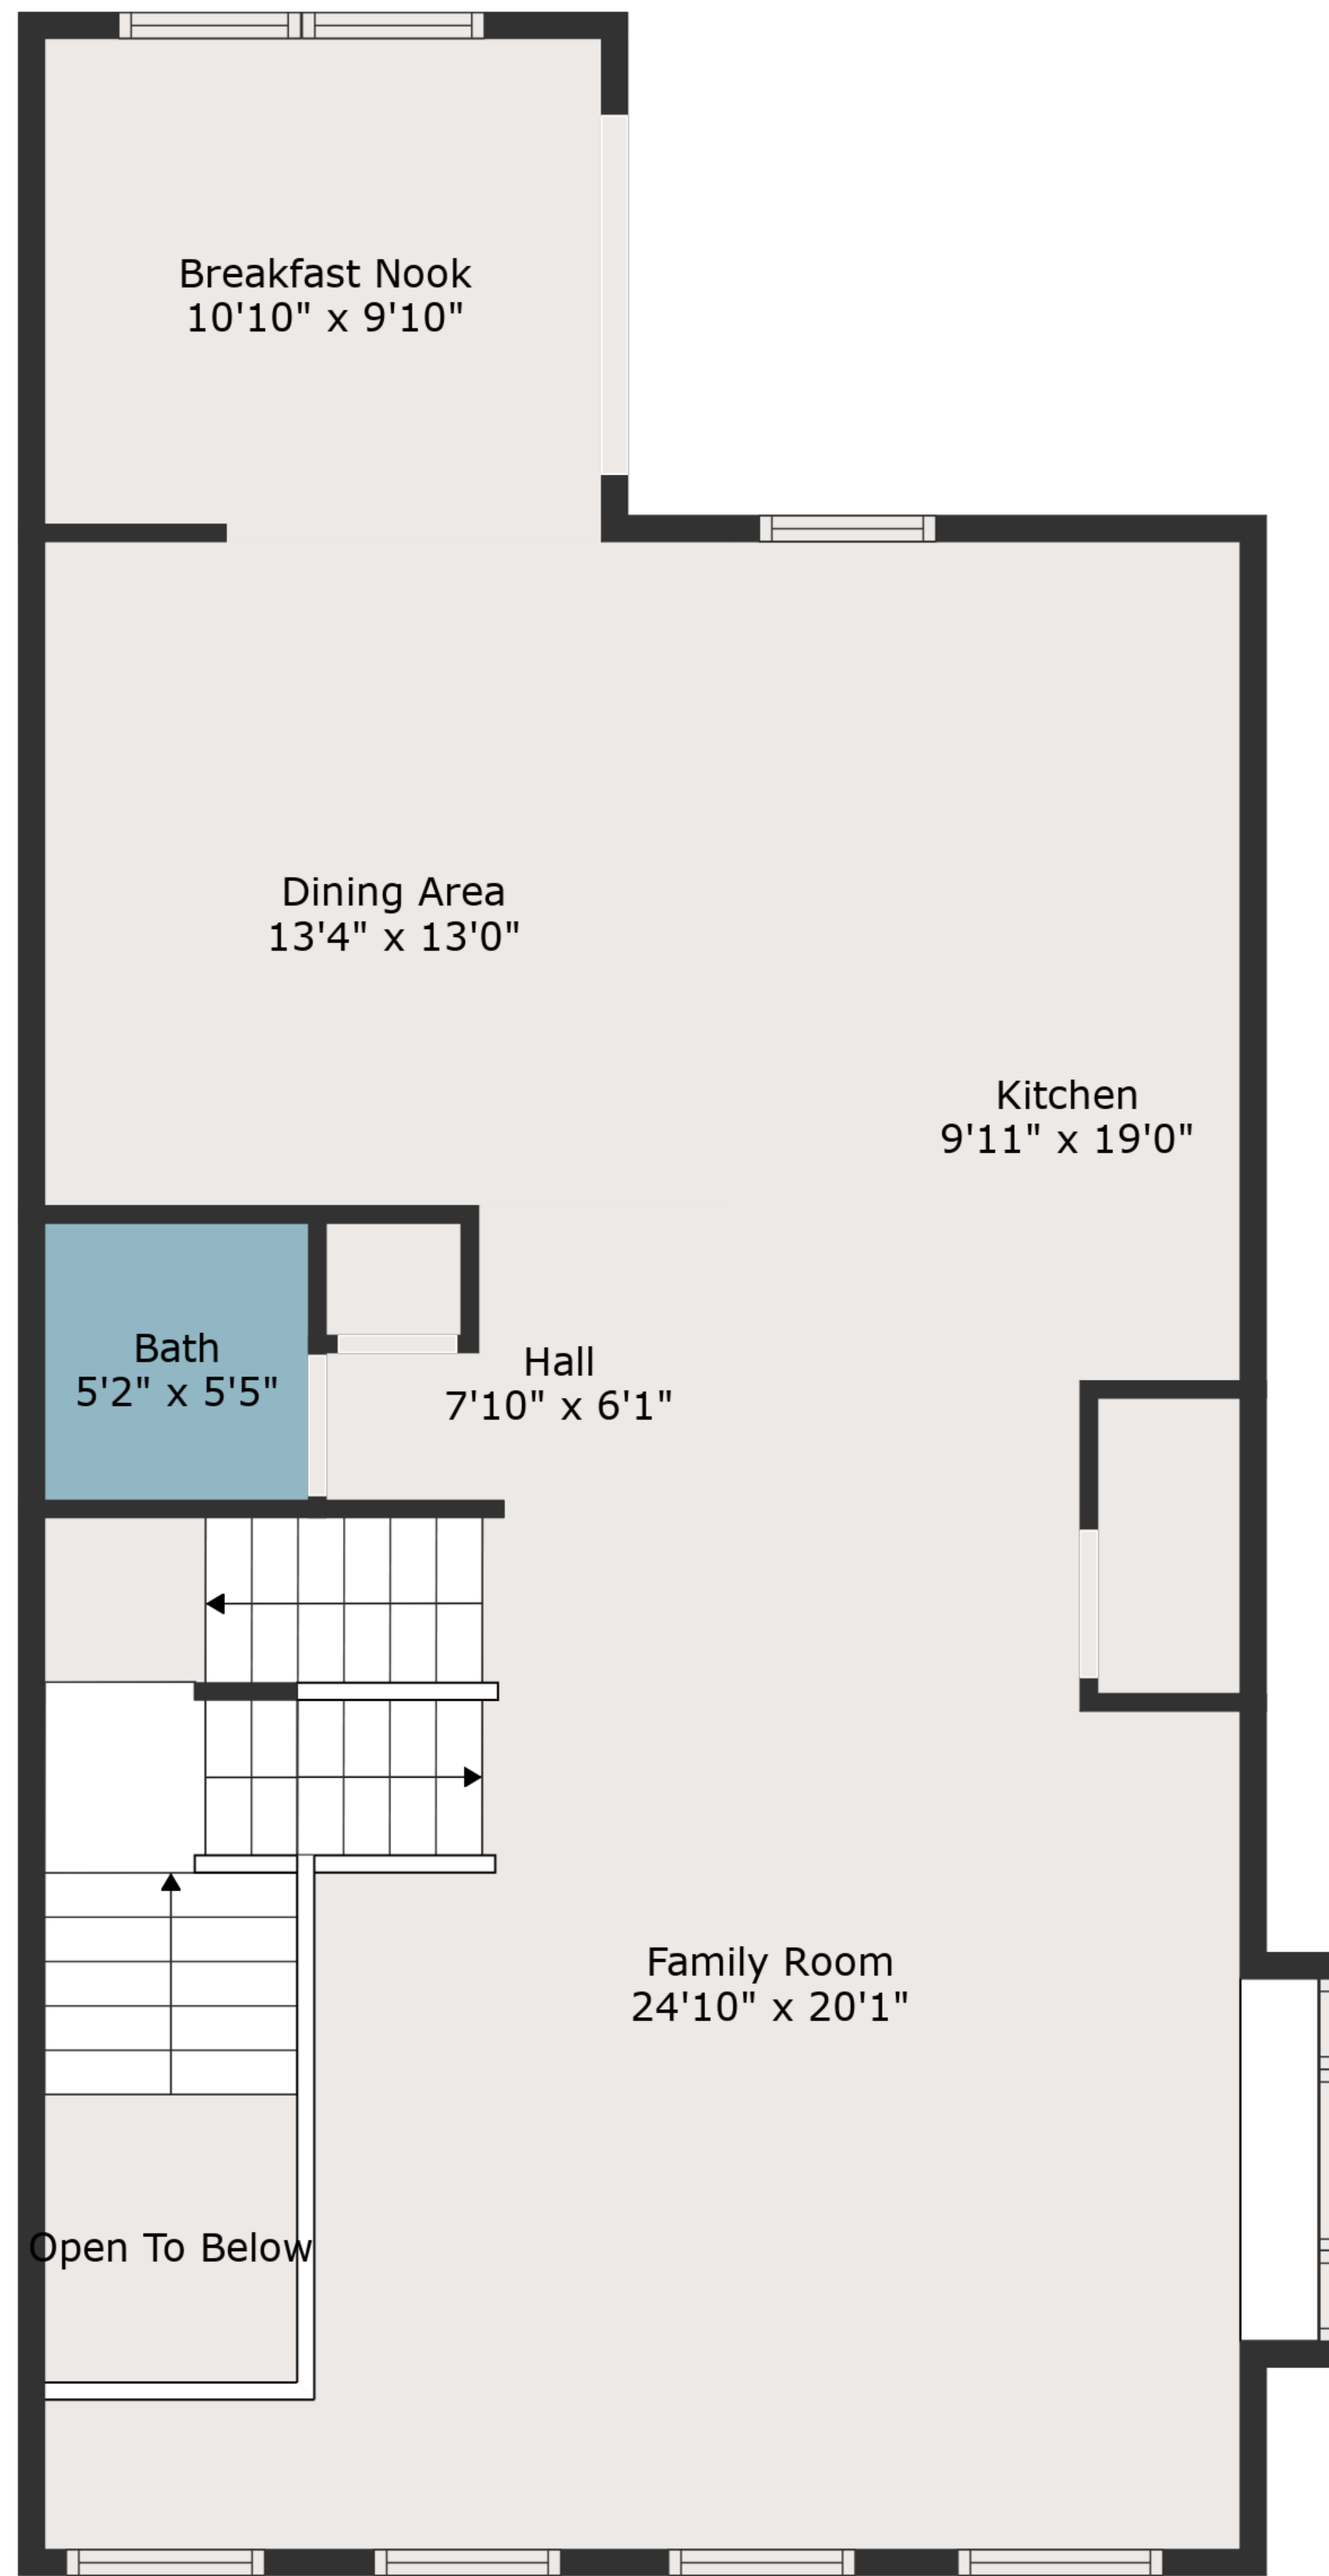 Breakfast Nook
10'10" x 9'10"
Dining Area
13'4" x 13'0"
Kitchen
9'11" x 19'0"
Bath
5'2" x 5'5"
Hall
7'10" x 6'1"
Family Room
24'10" x 20'1"
Open To Below